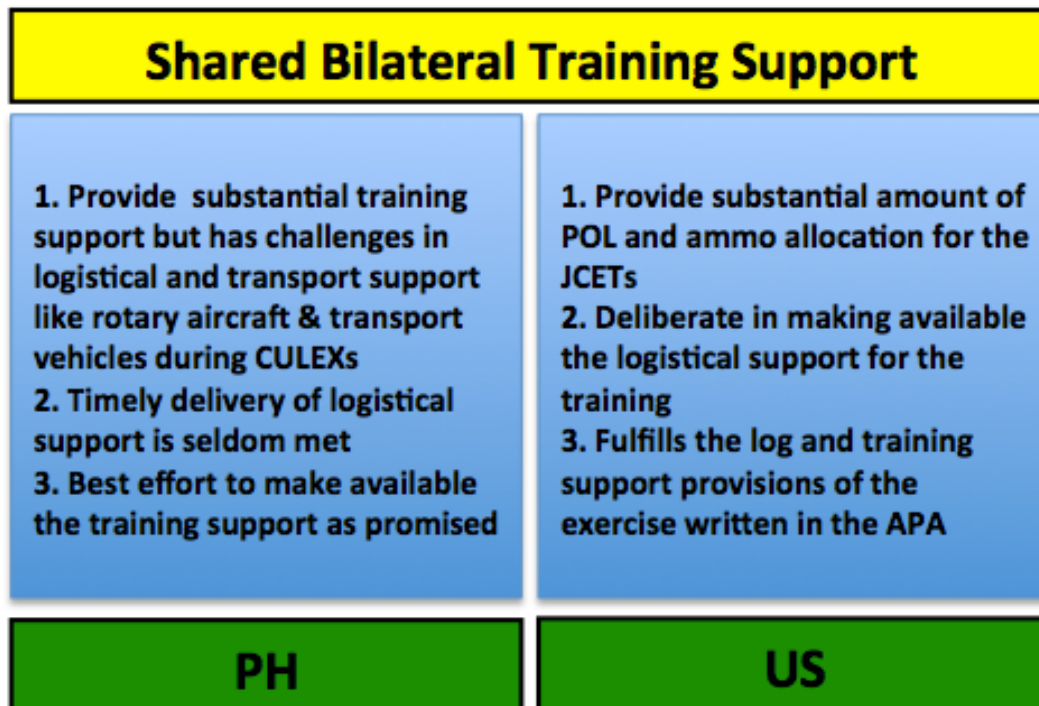 Shared Bilateral Training Support
1. Provide  substantial training
support but has challenges in
logistical and transport support
like rotary aircraft & transport
vehicles during CULEXs
2. Timely delivery of logistical
support is seldom met
3. Best effort to make available
the training support as promised
1. Provide substantial amount of
POL and ammo allocation for the
JCETs
2. Deliberate in making available
the logistical support for the
training
3. Fulfills the log and training
support provisions of the
exercise written in the APA
PH
US